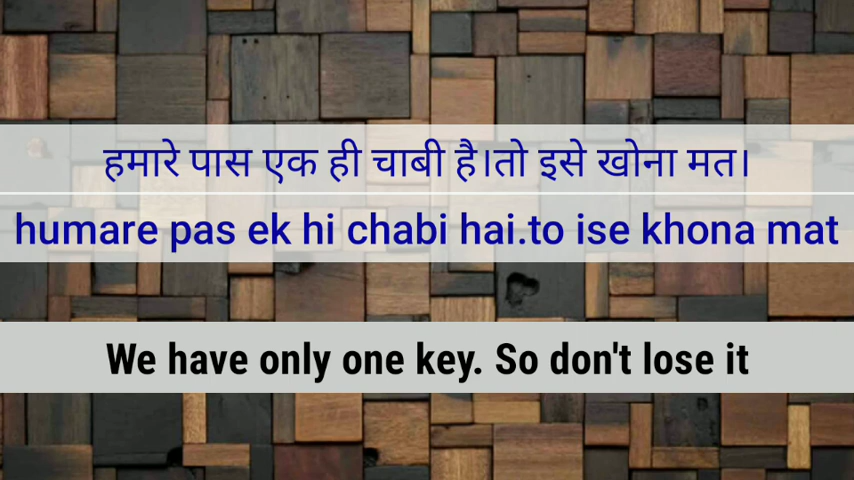 हमारे पास एक ही चाबी है।तो इसे खोना मत।
humare pas ek hi chabi hai.to ise khona mat
We have only one key. So don't lose it